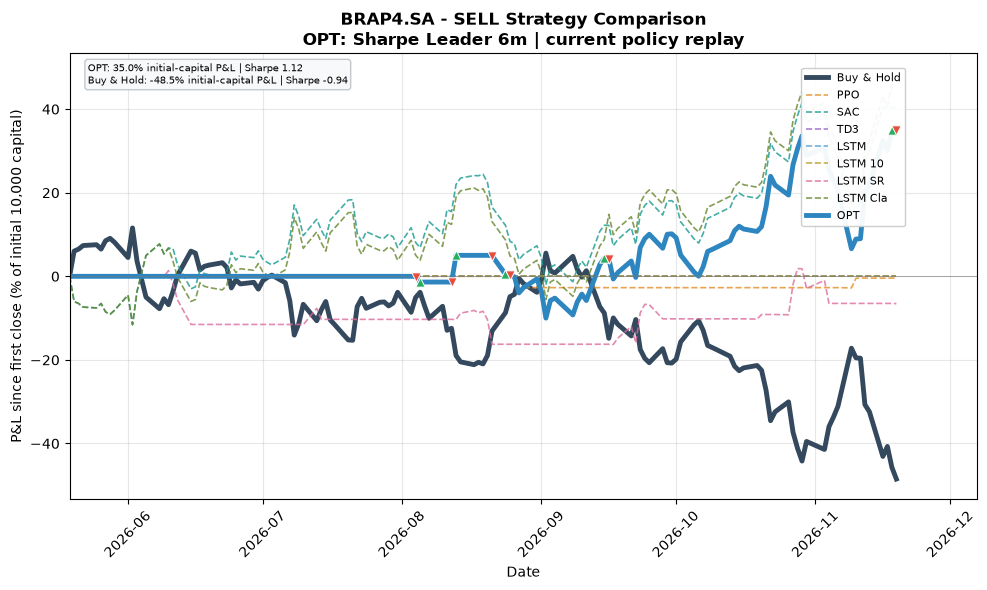 BRAP4.SA - SELL Strategy Comparison
OPT: Sharpe Leader 6m | current policy replay
OPT: 35.0% initial-capital P&L | Sharpe 1.12
Buy & Hold: -48.5% initial-capital P&L | Sharpe -0.94
Buy & Hold
PPO
SAC
TD3
LSTM
LSTM 10
LSTM SR
LSTM Cla
OPT
P&L since first close (% of initial 10,000 capital)
40
20
0
−20
−40
2026-06
2026-07
2026-08
2026-09
2026-10
2026-11
2026-12
Date